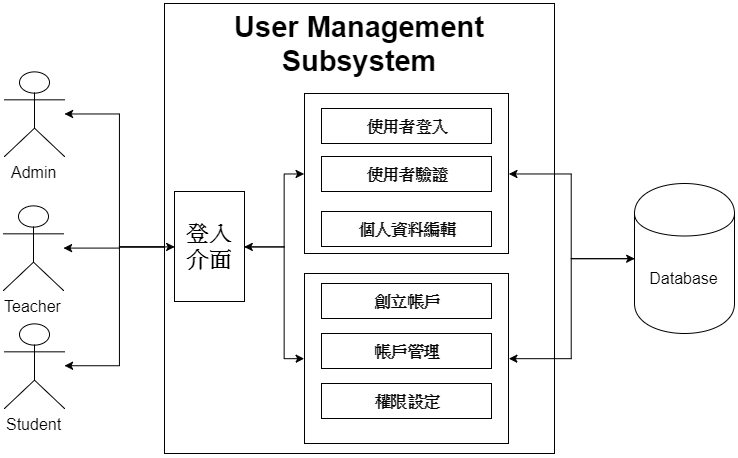 User Management
Subsystem
Admin
Teacher
Student
登入
介面
使用者登入
使用者驗證
個人資料編輯
創立帳戶
帳戶管理
權限設定
Database